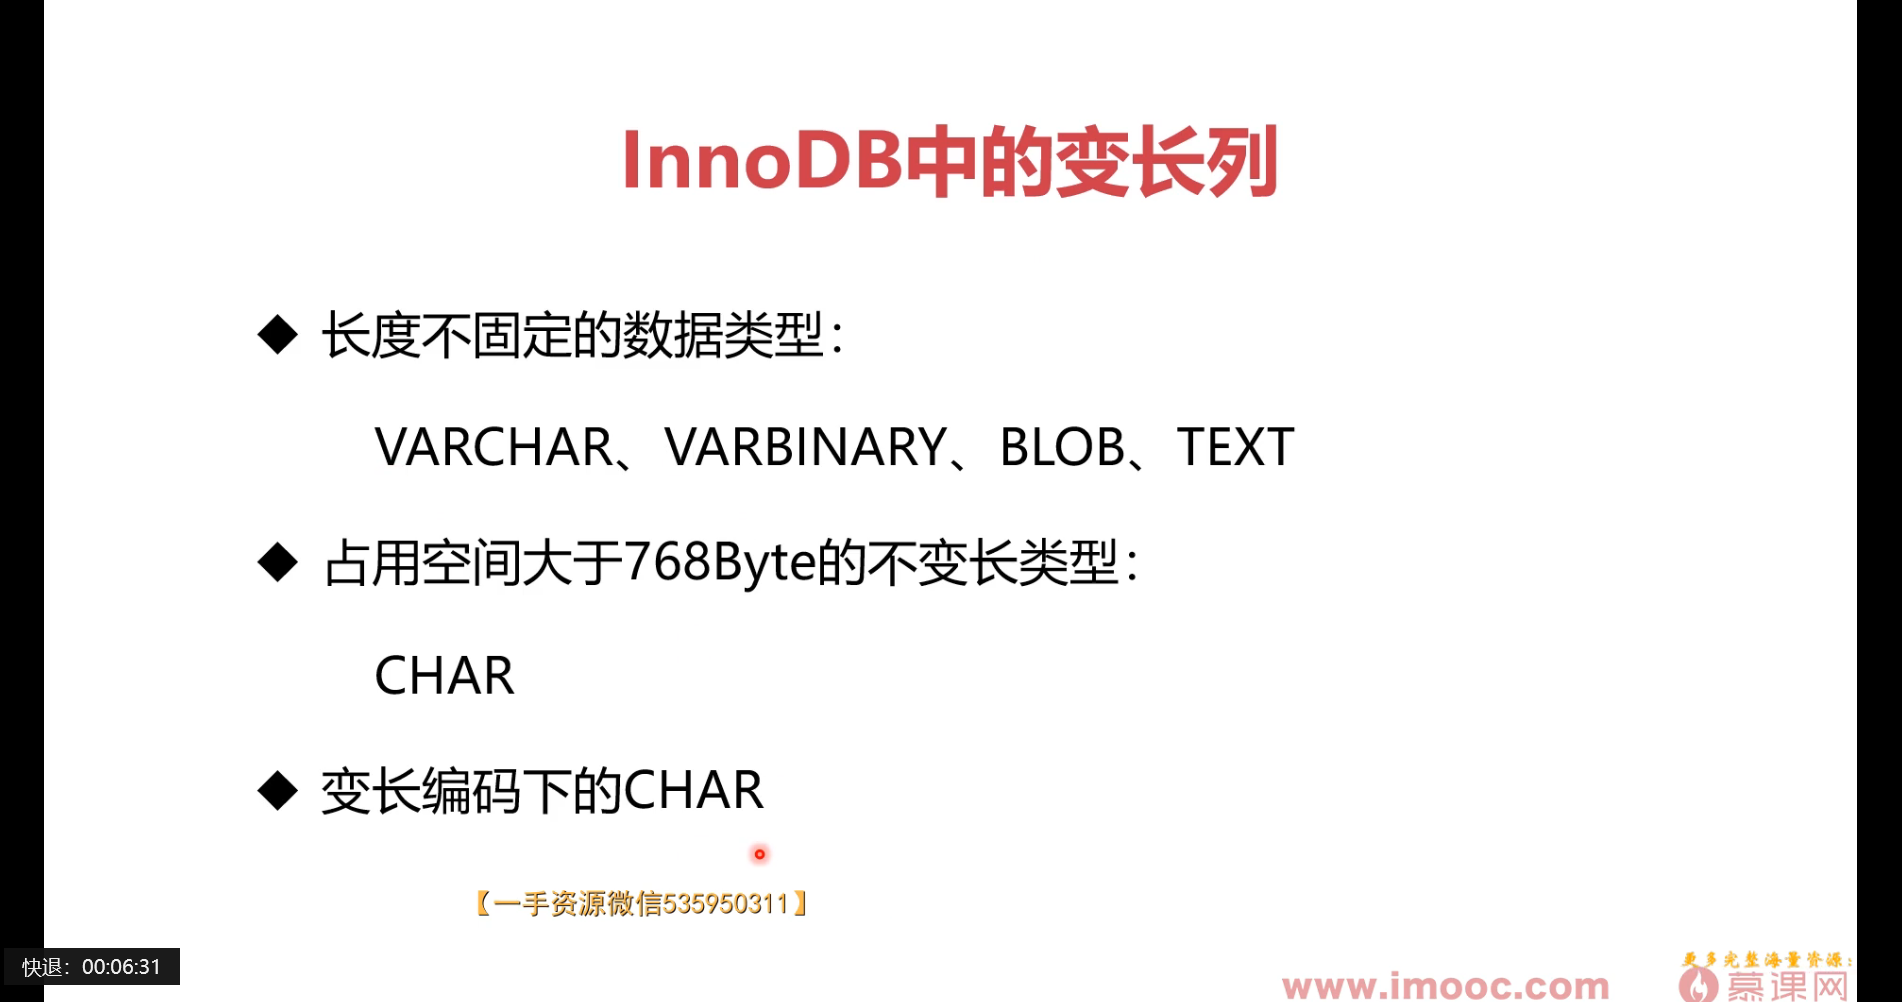 InnoDB中的变长列
◆ 长度不固定的数据类型：
VARCHAR、VARBINARY、BLOB、TEXT
◆ 占用空间大于768Byte的不变长类型：
CHAR
◆ 变长编码下的CHAR
【一手资源微信535950311】
快退：00:06:31
更多完整海量资源：
www.imooc.com 慕课网